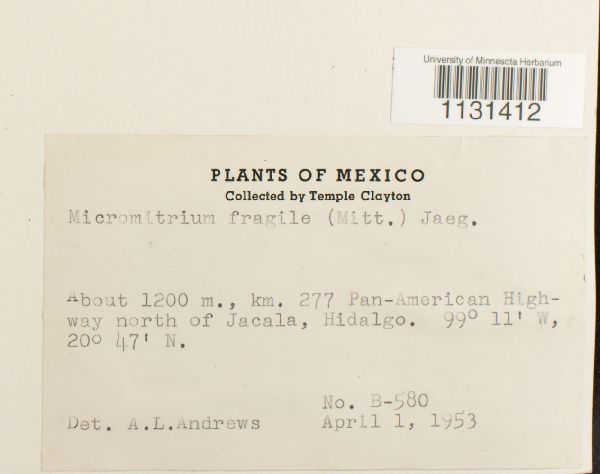 University of Minnesota Herbarium
1131412
PLANTS OF MEXICO
Collected by Temple Clayton
Micromitrium fragile (Mitt.) Jaeg.
About 1200 m., km. 277 Pan-American High-
way north of Jacala, Hidalgo. 99° 11' W,
20° 47' N.
No. B-580
Det. A.L.Andrews April 1, 1953